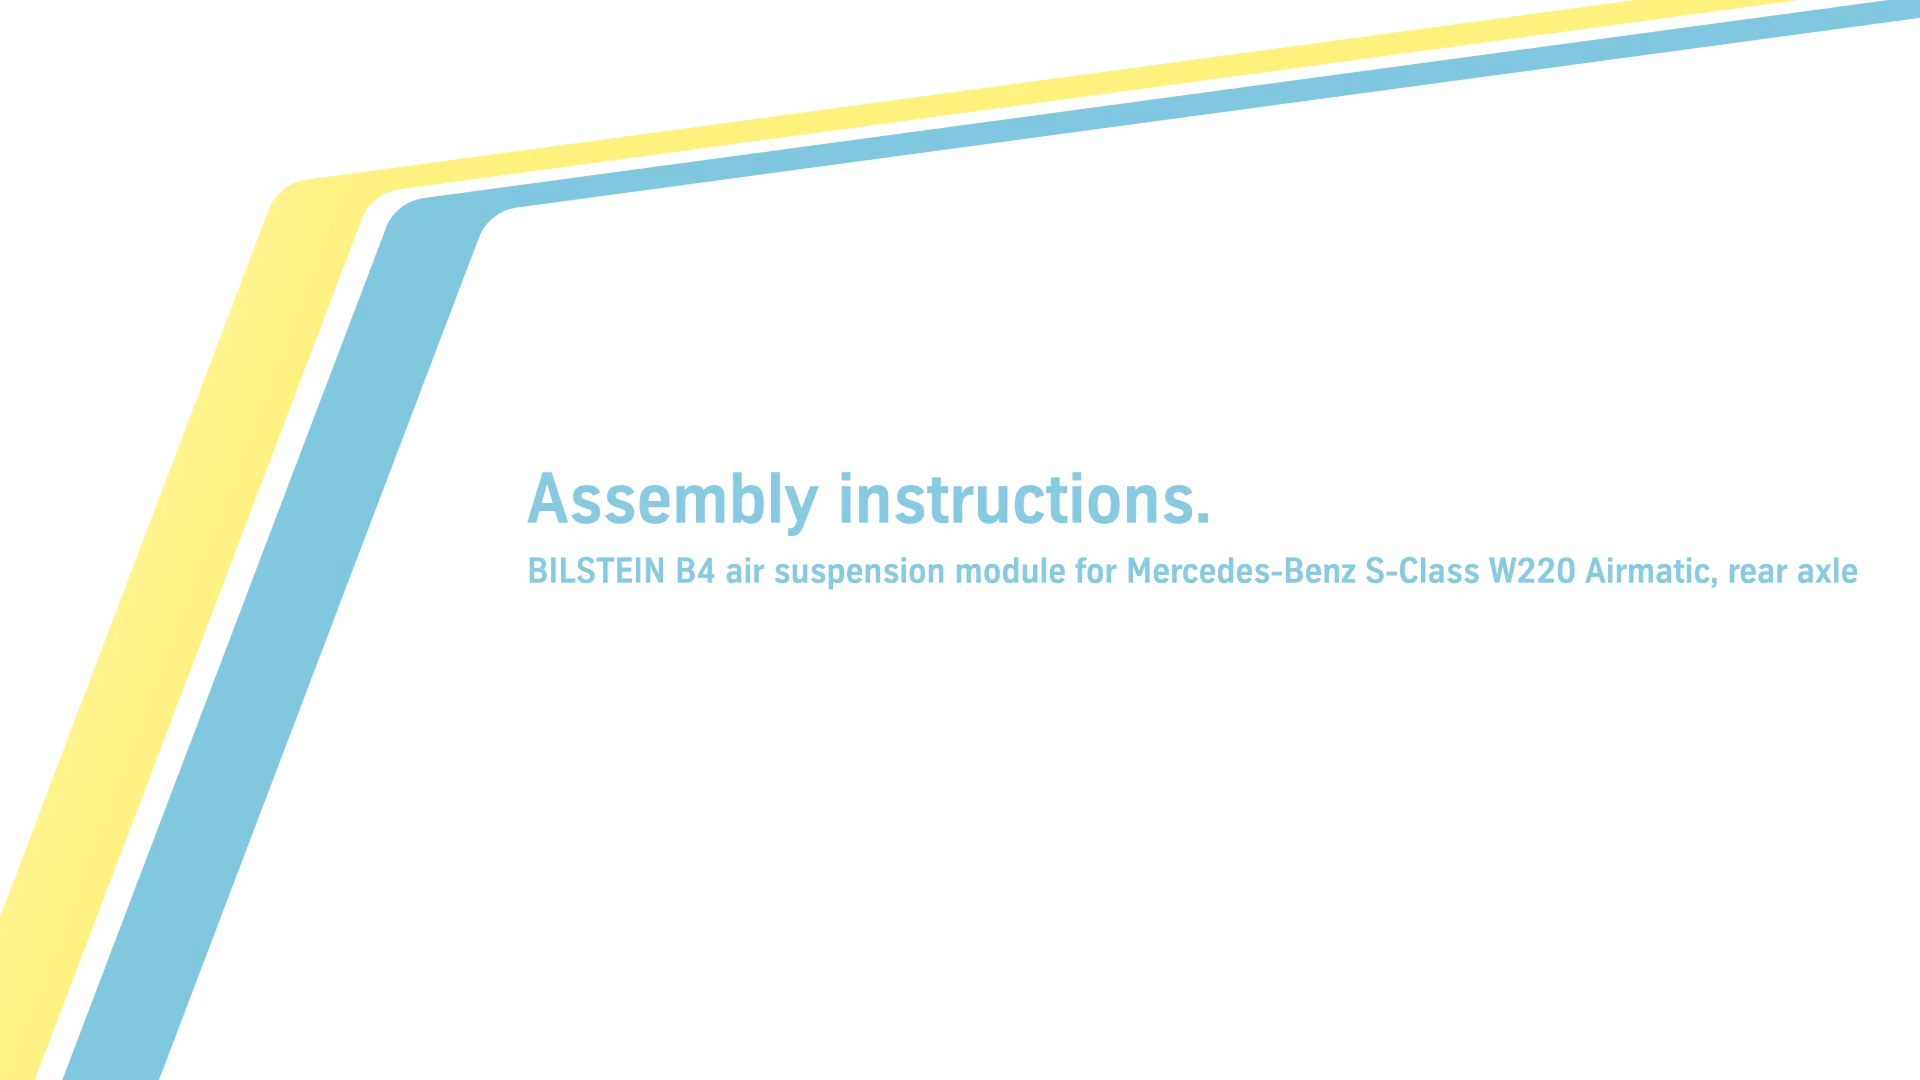 Assembly instructions.
BILSTEIN B4 air suspension module for Mercedes-Benz S-Class W220 Airmatic, rear axle